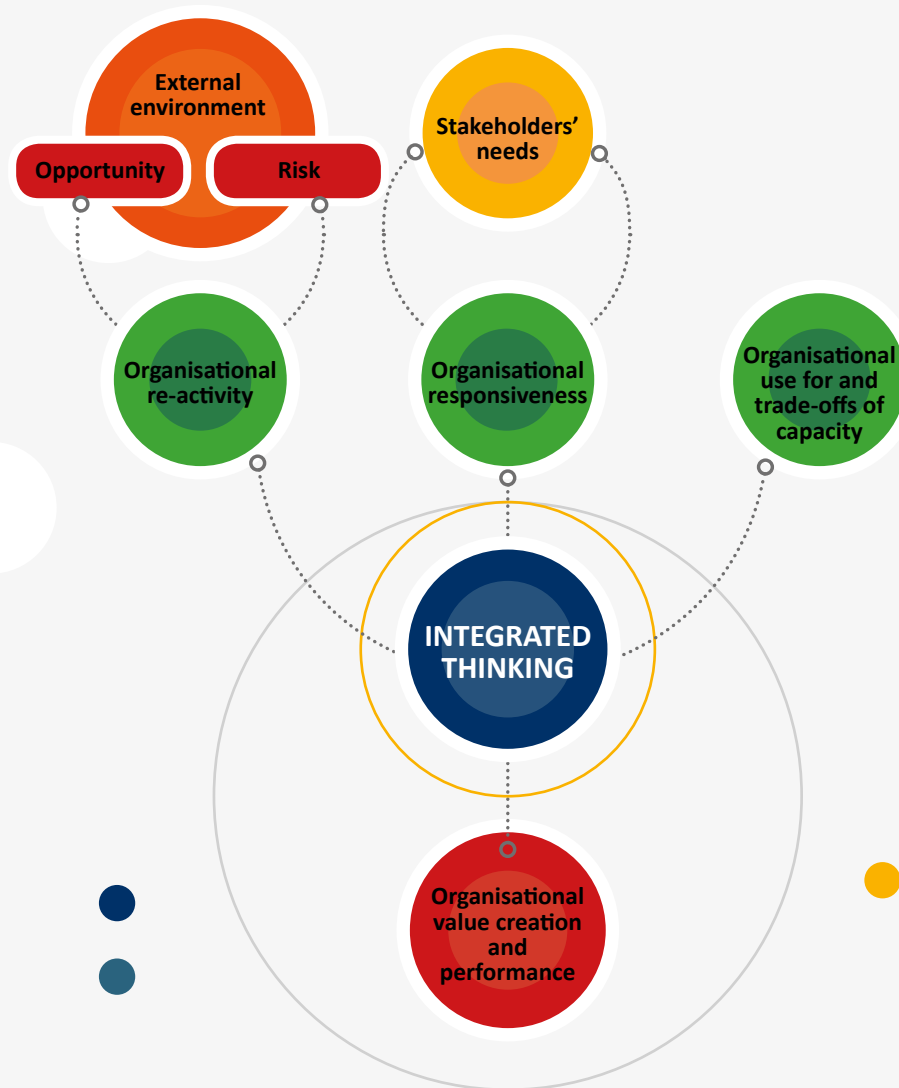 External
environment
Opportunity
Risk
Stakeholders’
needs
Organisational
re-activity
Organisational
responsiveness
Organisational
use for and
trade-offs of
capacity
INTEGRATED
THINKING
Organisational
value creation
and
performance